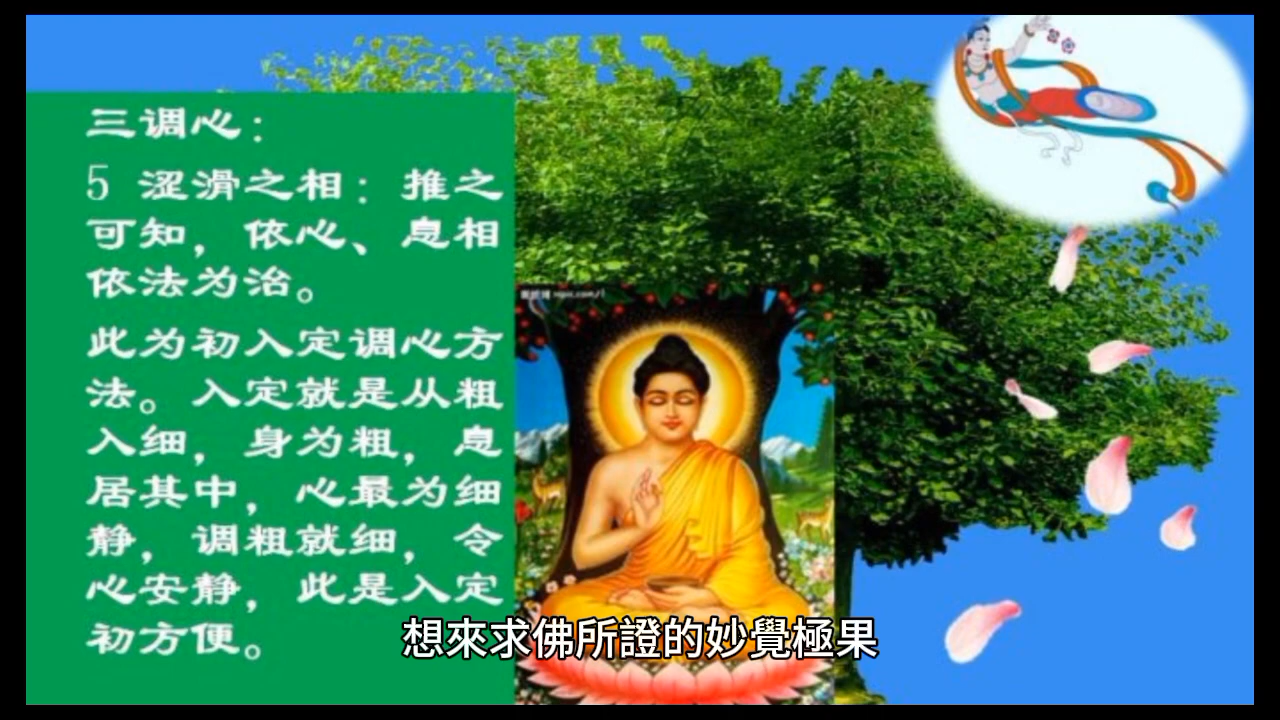 三调心：
5 涩滑之相：推之
可知，依心、息相
依法为治。
此为初入定调心方
法。入定就是从粗
入细，身为粗，息
居其中，心最为细
静，调粗就细，令
心安静，此是入定
初方便。
想來求佛所證的妙覺極果